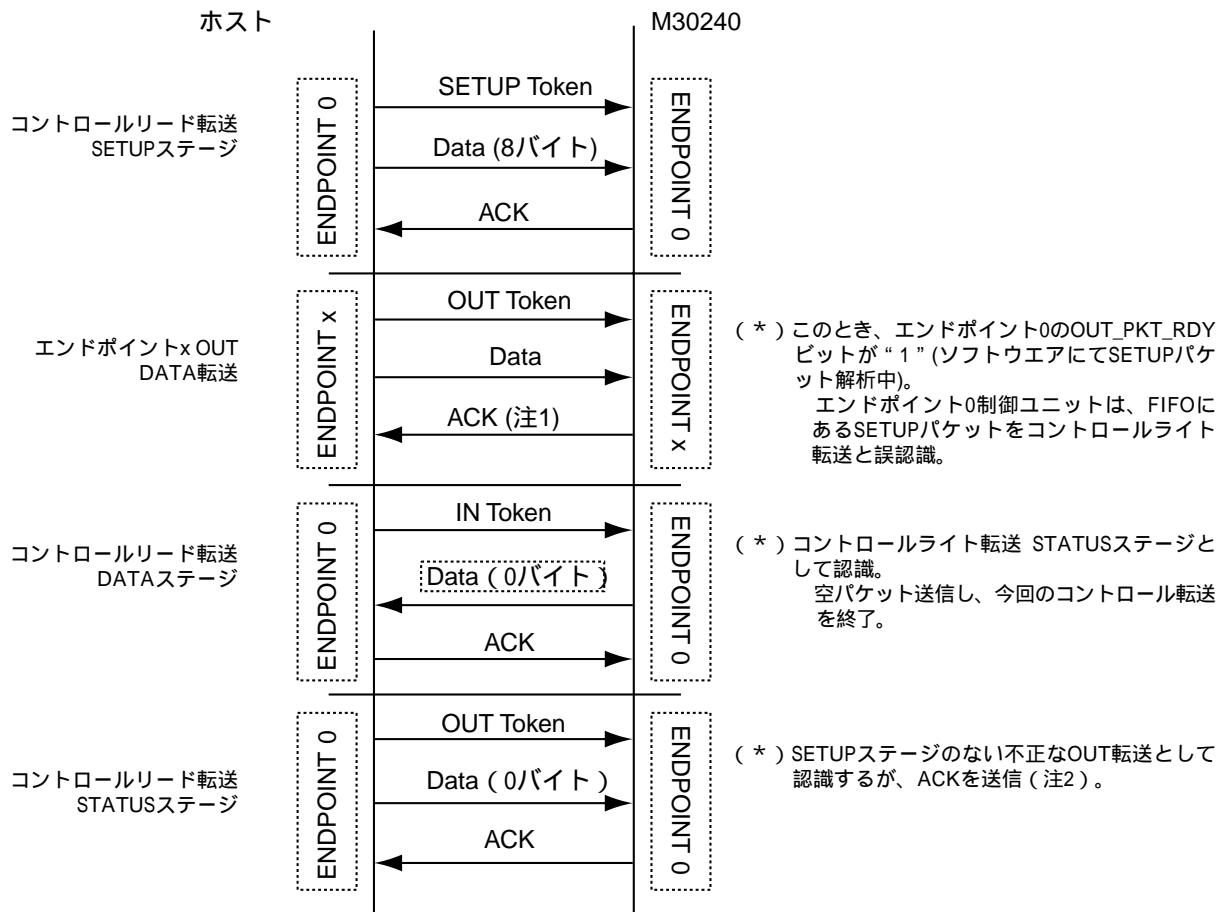 ホスト
M30240
コントロールリード転送
SETUPステージ
ENDPOINT 0
SETUP Token
Data (8バイト)
ACK
ENDPOINT 0
エンドポイントx OUT
DATA転送
ENDPOINT x
OUT Token
Data
ACK (注1)
ENDPOINT x
(*)このとき、エンドポイント0のOUT_PKT_RDY
ビットが“1”(ソフトウエアにてSETUPパケ
ット解析中)。
エンドポイント0制御ユニットは、FIFOに
あるSETUPパケットをコントロールライト
転送と誤認識。
コントロールリード転送
DATAステージ
ENDPOINT 0
IN Token
Data(0バイト)
ACK
ENDPOINT 0
(*)コントロールライト転送 STATUSステージと
して認識。
空パケット送信し、今回のコントロール転送
を終了。
コントロールリード転送
STATUSステージ
ENDPOINT 0
OUT Token
Data(0バイト)
ACK
ENDPOINT 0
(*)SETUPステージのない不正なOUT転送として
認識するが、ACKを送信(注2)。